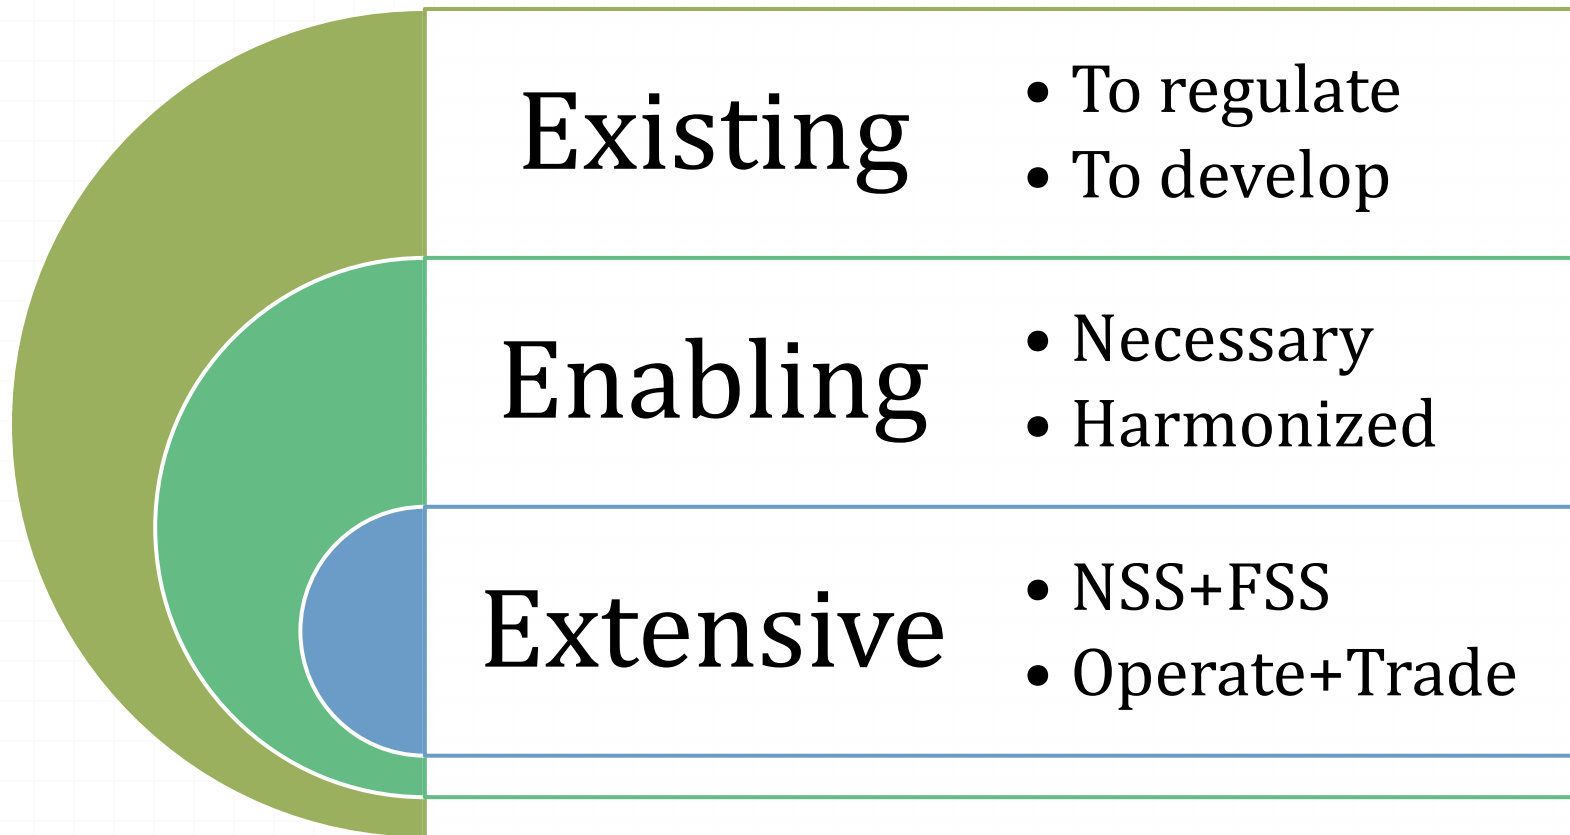 Existing
• To regulate
• To develop
Enabling
• Necessary
• Harmonized
Extensive
• NSS+FSS
• Operate+Trade